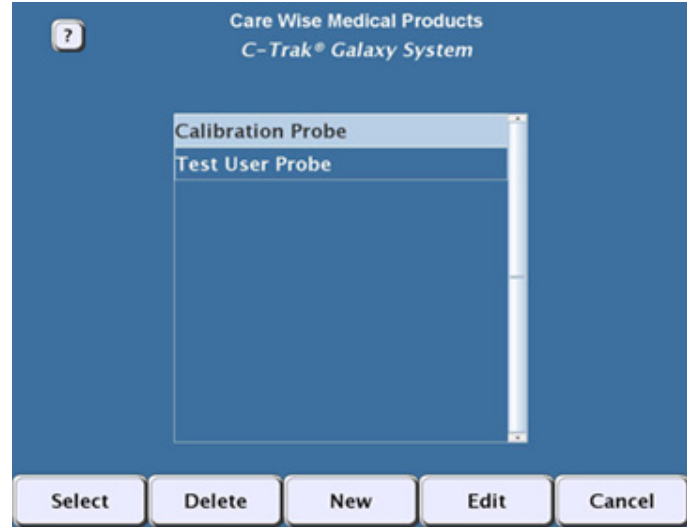 ?
Care Wise Medical Products
C-Trak® Galaxy System
Calibration Probe
Test User Probe
Select Delete New Edit Cancel